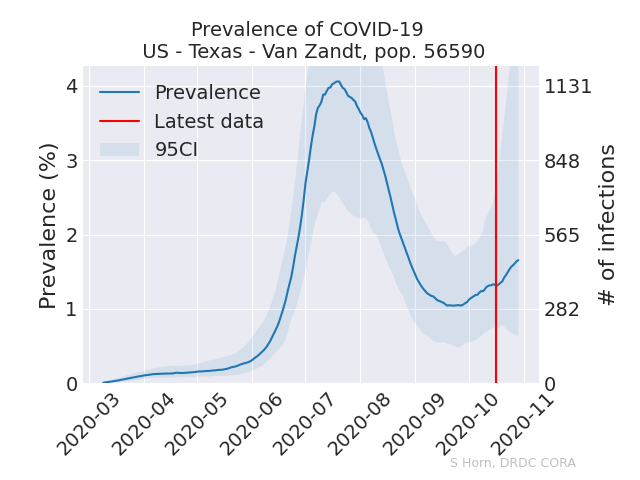 Prevalence of COVID-19
US - Texas - Van Zandt, pop. 56590
Prevalence (%)
4
3
2
1
0
Prevalence
Latest data
95CI
1131
848
565
282
0
# of infections
2020-03
2020-04
2020-05
2020-06
2020-07
2020-08
2020-09
2020-10
2020-11
S Horn, DRDC CORA